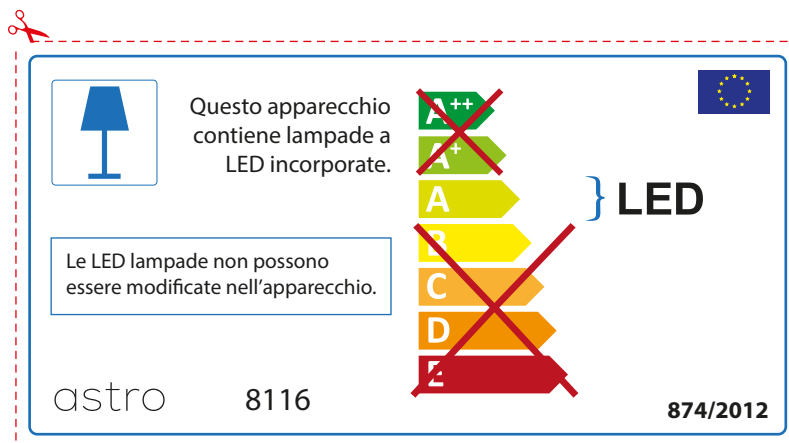 Questo apparecchio
contiene lampade a
LED incorporate.
Le LED lampade non possono
essere modificate nell'apparecchio.
A++
A+
A
B
C
D
E
LED
astro
8116
874/2012